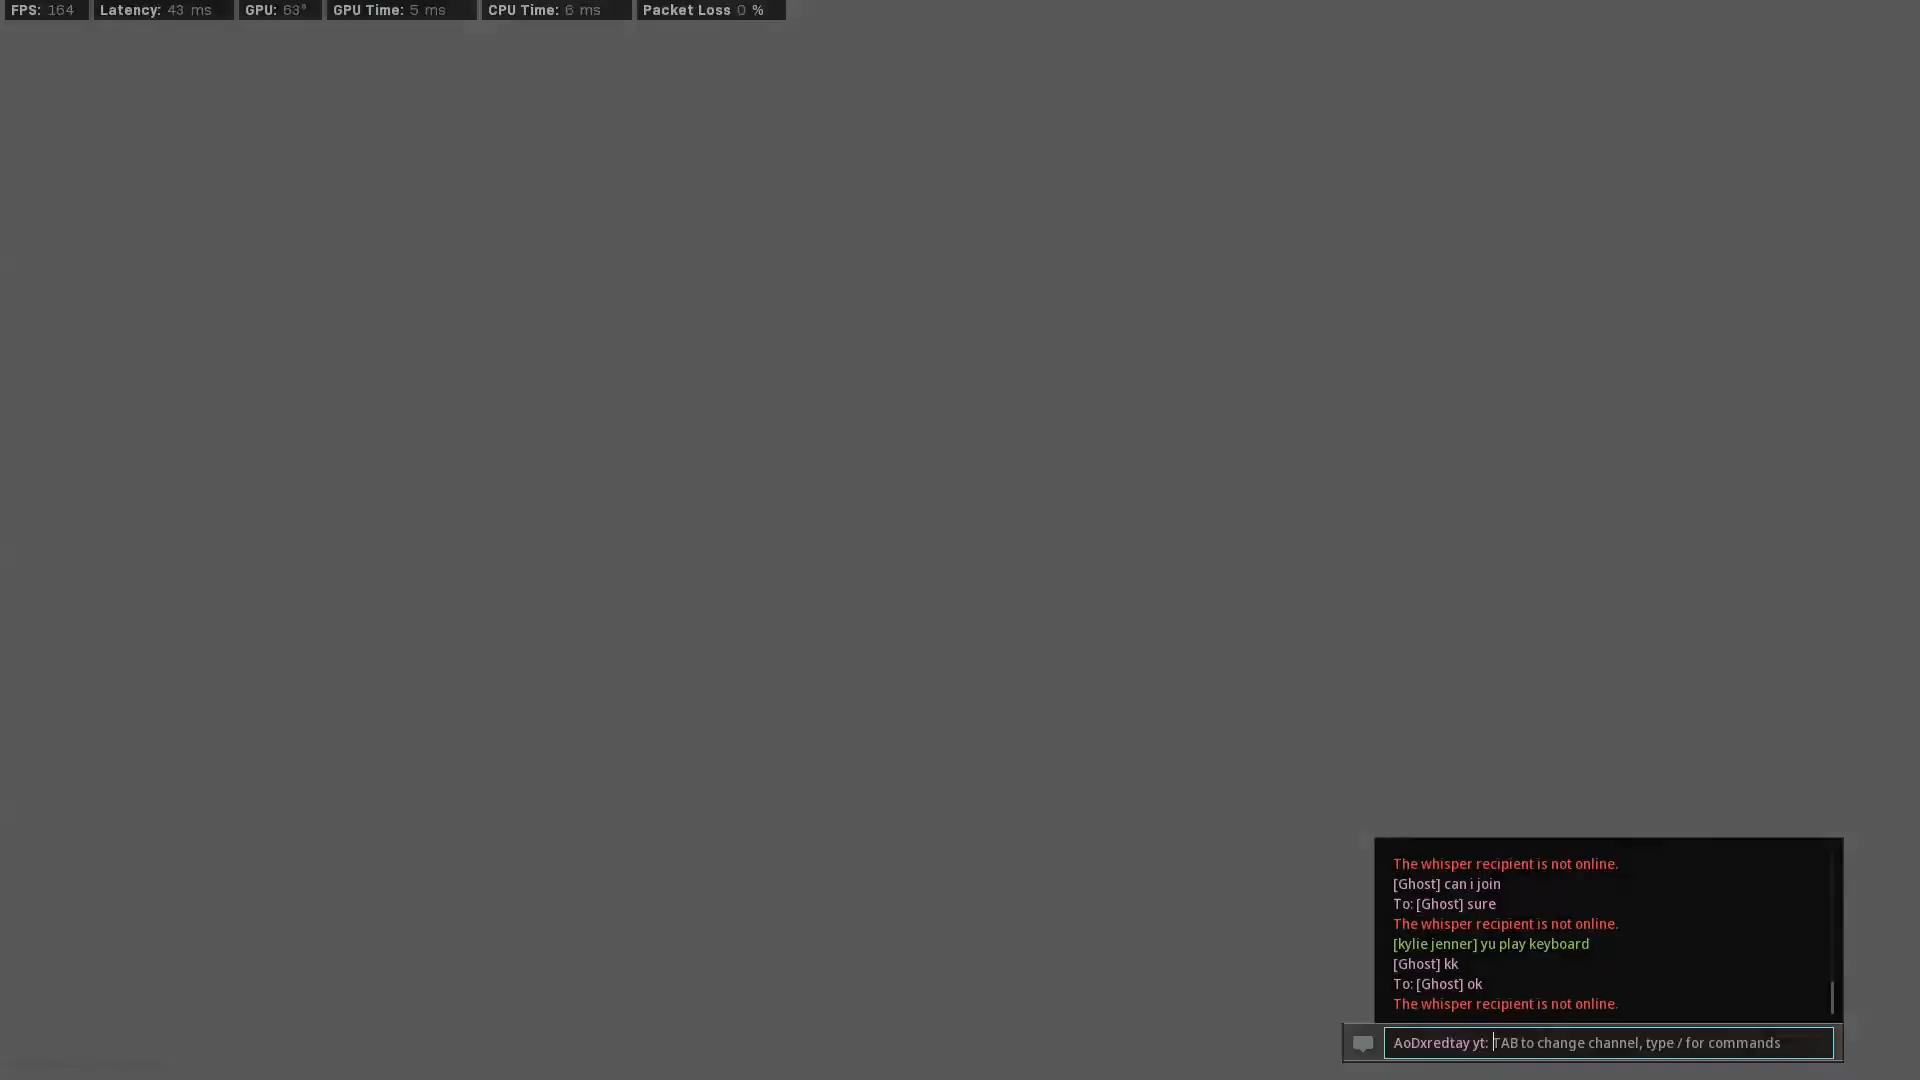 FPS: 164 Latency: 43 ms GPU: 63° GPU Time: 5 ms CPU Time: 6 ms Packet Loss 0 %
The whisper recipient is not online.
[Ghost] can i join
To: [Ghost] sure
The whisper recipient is not online.
[kylie jenner] yu play keyboard
[Ghost] kk
To: [Ghost] ok
The whisper recipient is not online.
AoDxredtay yt: TAB to change channel, type / for commands